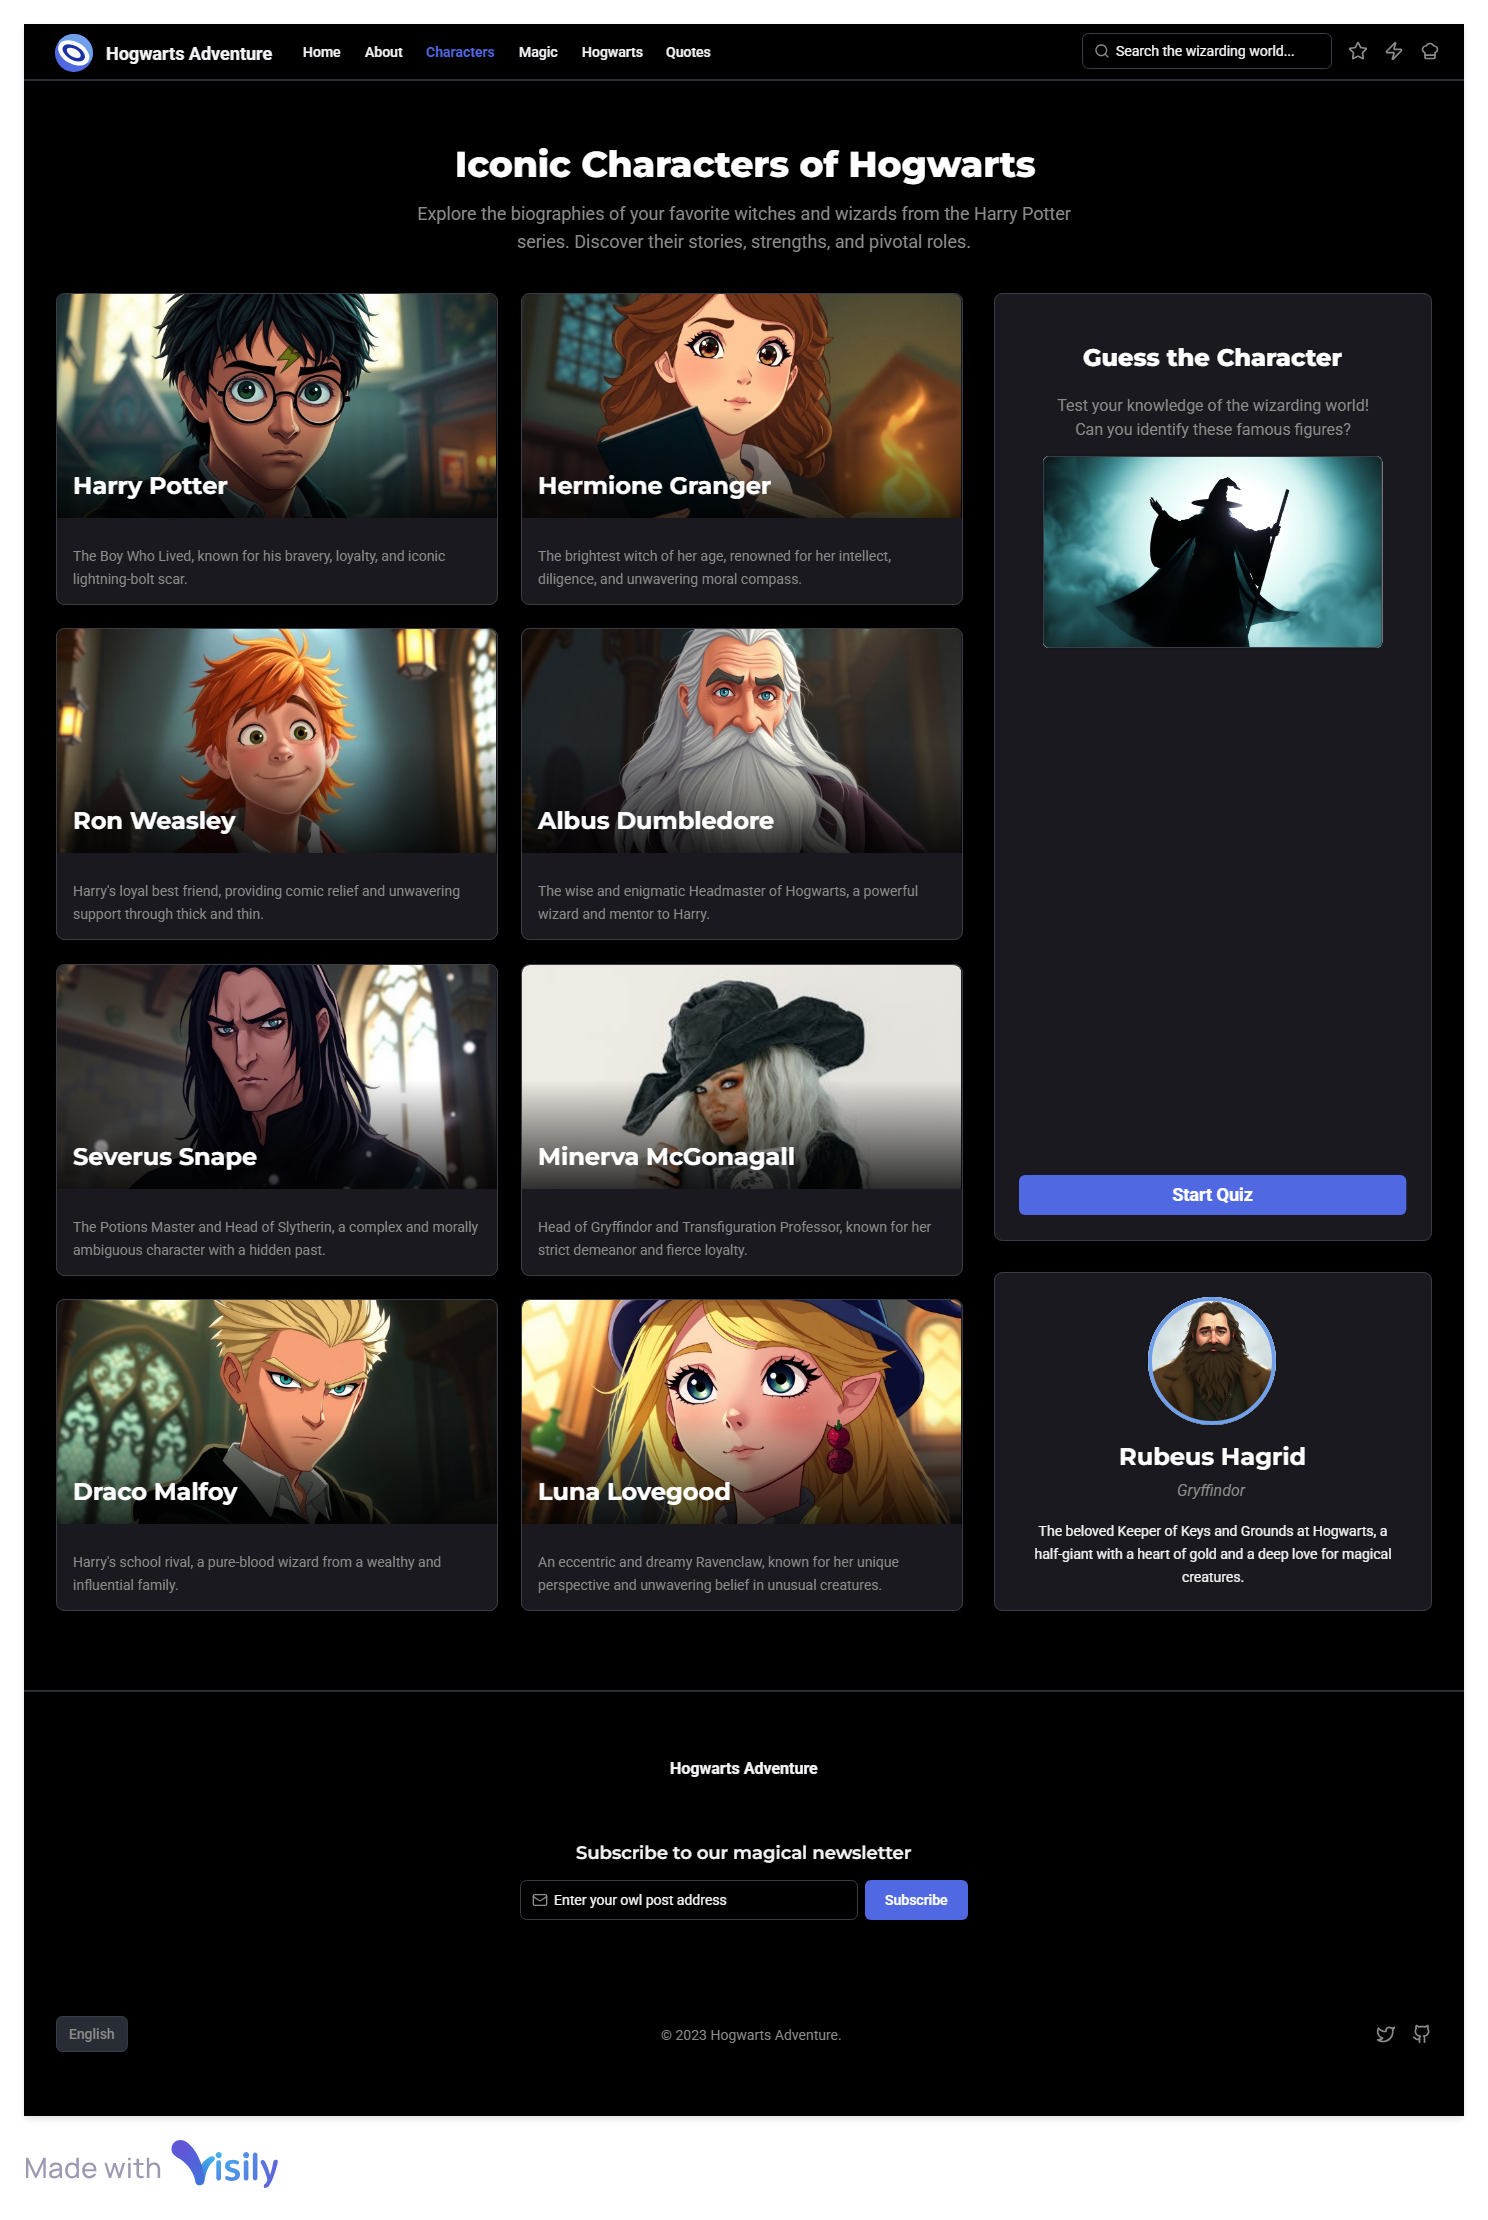 Hogwarts Adventure
Home
About
Characters
Magic
Hogwarts
Quotes
Search the wizarding world...
Iconic Characters of Hogwarts
Explore the biographies of your favorite witches and wizards from the Harry Potter
series. Discover their stories, strengths, and pivotal roles.
Harry Potter
The Boy Who Lived, known for his bravery, loyalty, and iconic
lightning-bolt scar.
Hermione Granger
The brightest witch of her age, renowned for her intellect,
diligence, and unwavering moral compass.
Ron Weasley
Harry's loyal best friend, providing comic relief and unwavering
support through thick and thin.
Albus Dumbledore
The wise and enigmatic Headmaster of Hogwarts, a powerful
wizard and mentor to Harry.
Severus Snape
The Potions Master and Head of Slytherin, a complex and morally
ambiguous character with a hidden past.
Minerva McGonagall
Head of Gryffindor and Transfiguration Professor, known for her
strict demeanor and fierce loyalty.
Draco Malfoy
Harry's school rival, a pure-blood wizard from a wealthy and
influential family.
Luna Lovegood
An eccentric and dreamy Ravenclaw, known for her unique
perspective and unwavering belief in unusual creatures.
Guess the Character
Test your knowledge of the wizarding world!
Can you identify these famous figures?
Start Quiz
Rubeus Hagrid
Gryffindor
The beloved Keeper of Keys and Grounds at Hogwarts, a
half-giant with a heart of gold and a deep love for magical
creatures.
Hogwarts Adventure
Subscribe to our magical newsletter
Enter your owl post address
Subscribe
English
© 2023 Hogwarts Adventure.
Made with Visily